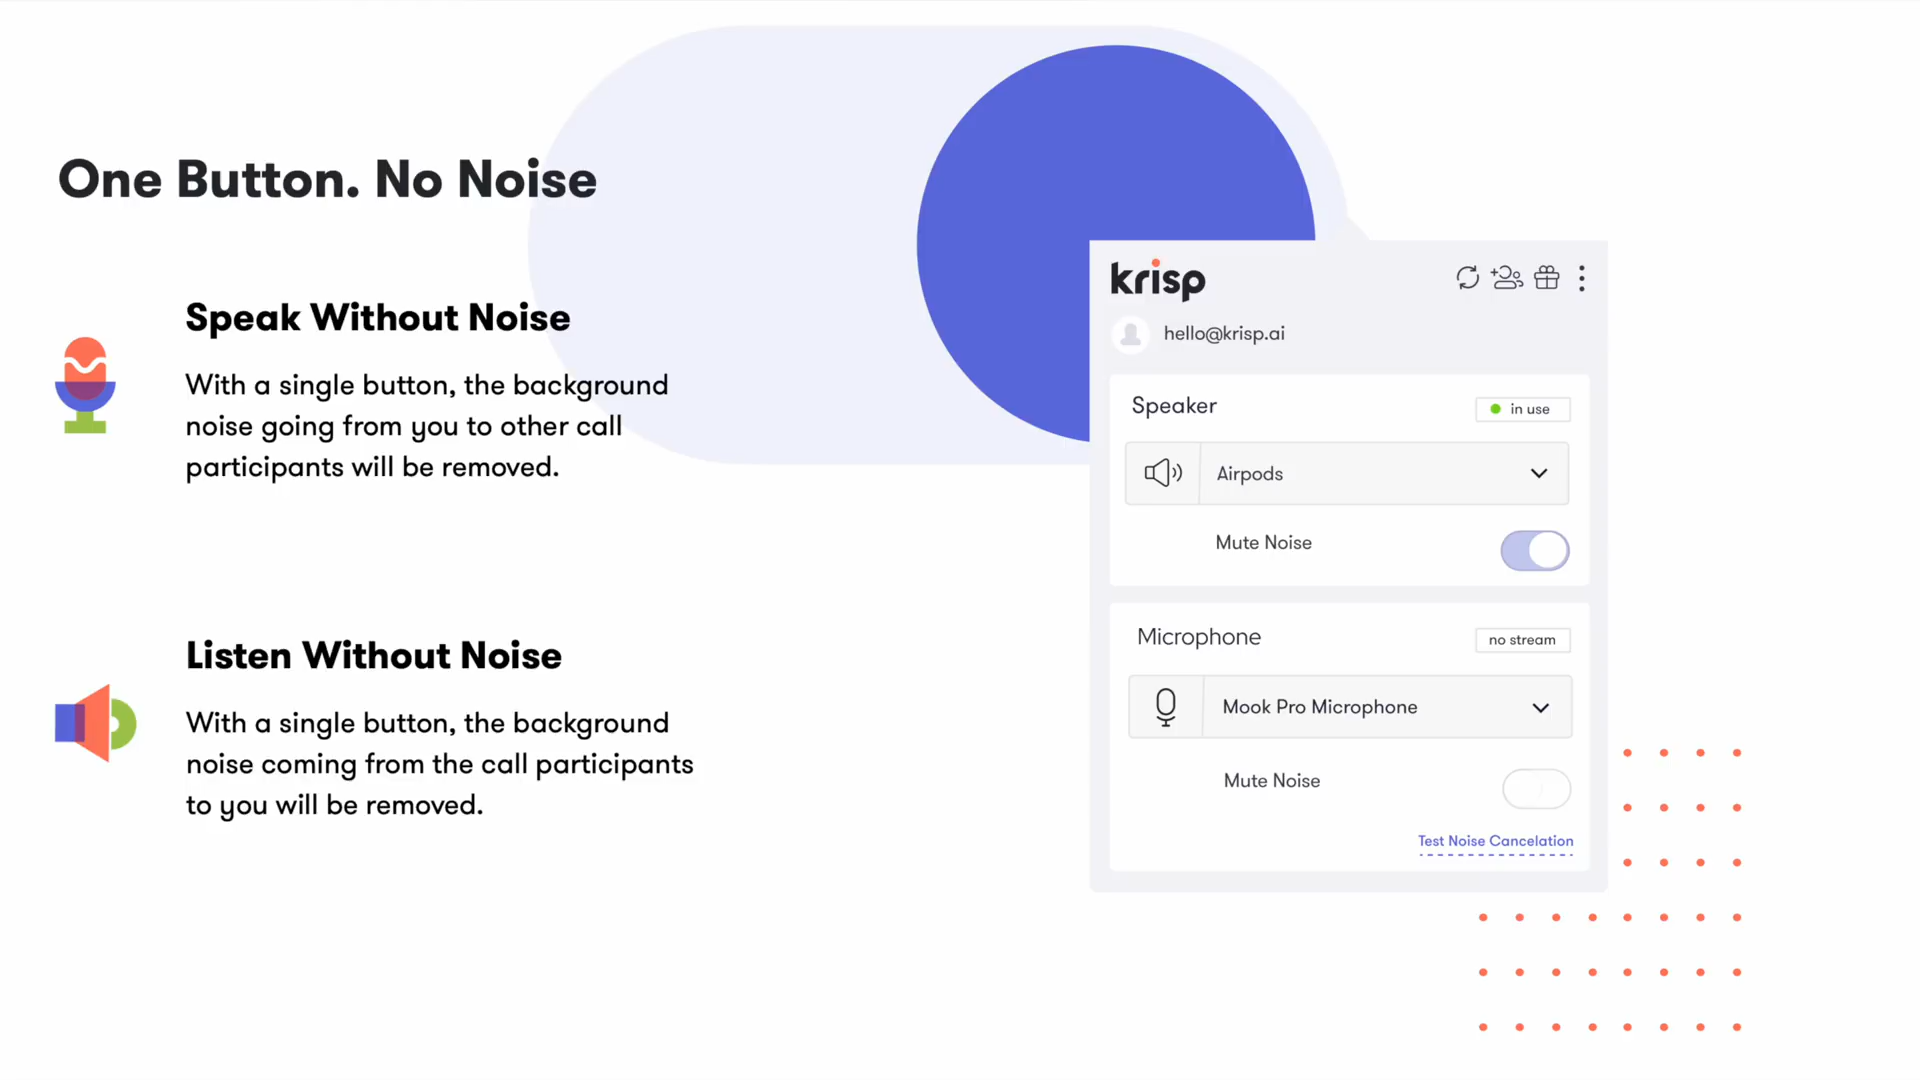 One Button. No Noise
Speak Without Noise
With a single button, the background
noise going from you to other call
participants will be removed.
Listen Without Noise
With a single button, the background
noise coming from the call participants
to you will be removed.
krisp
hello@krisp.ai
Speaker
in use
Airpods
Mute Noise
Microphone
no stream
Mook Pro Microphone
Mute Noise
Test Noise Cancelation